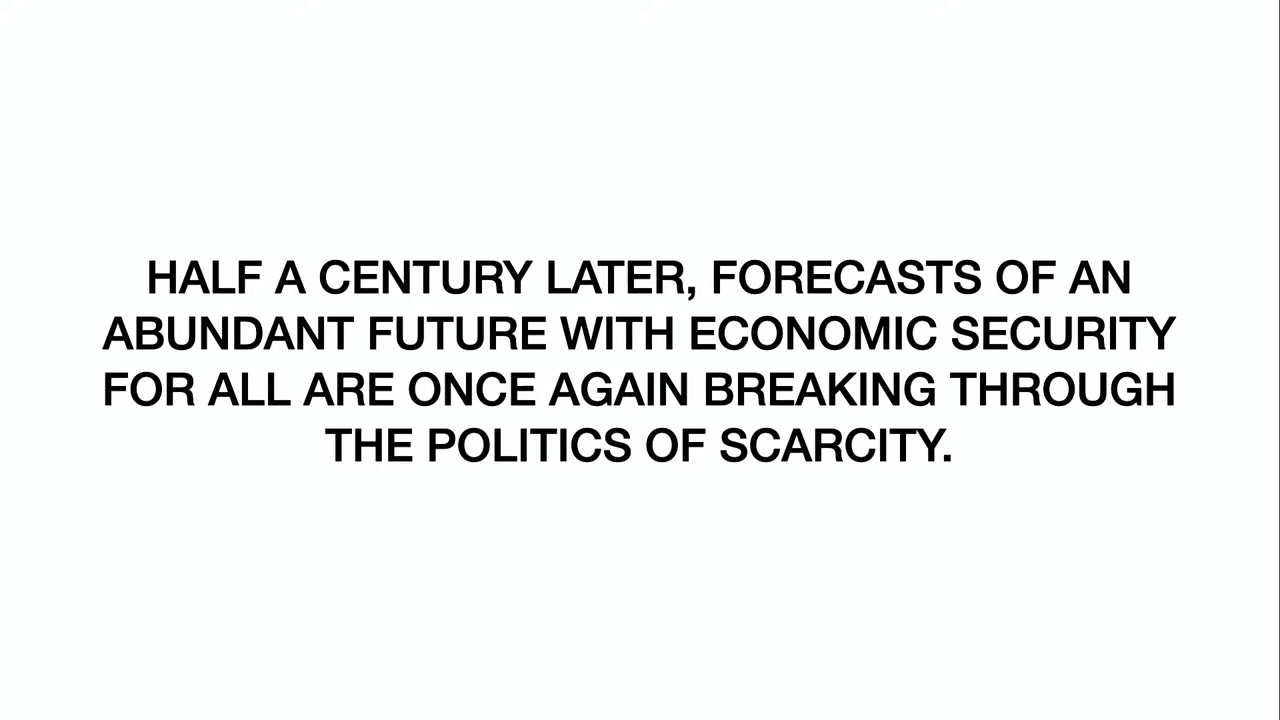 HALF A CENTURY LATER, FORECASTS OF AN
ABUNDANT FUTURE WITH ECONOMIC SECURITY
FOR ALL ARE ONCE AGAIN BREAKING THROUGH
THE POLITICS OF SCARCITY.